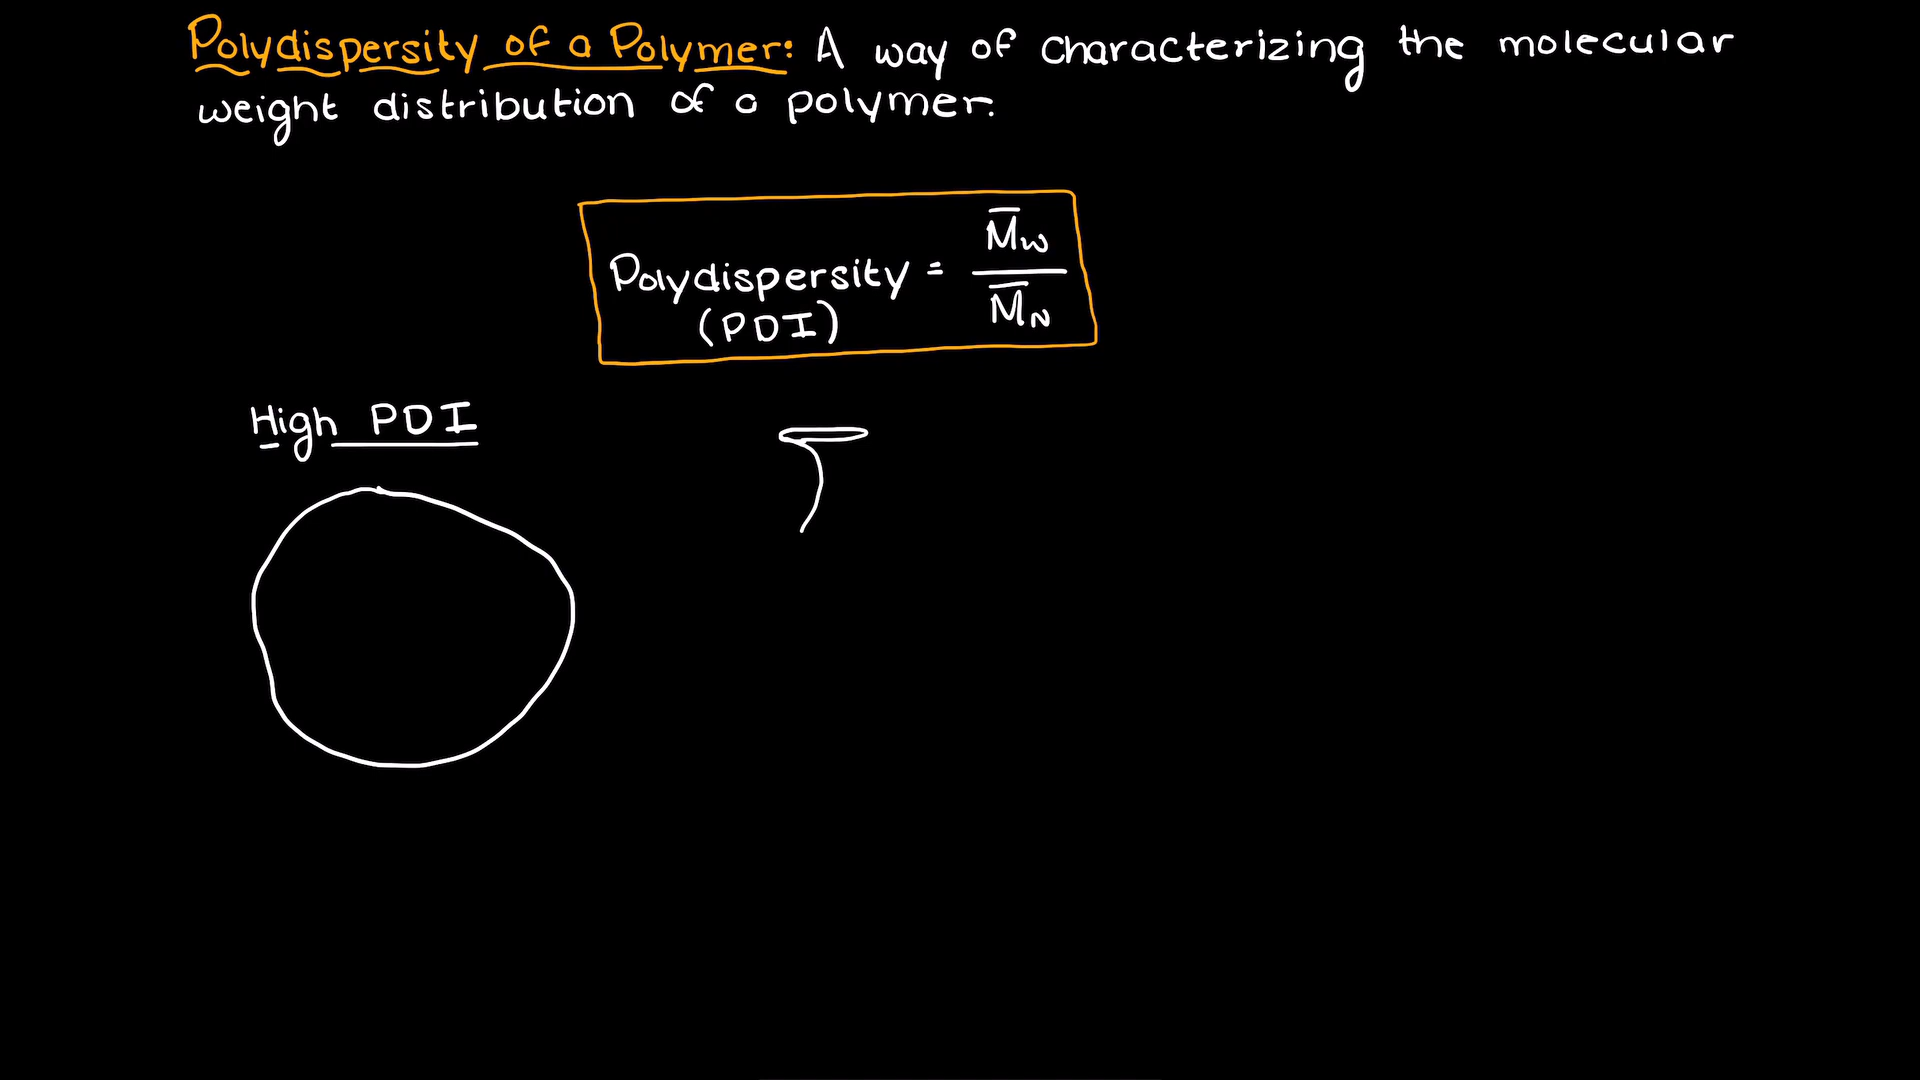 Polydispersity of a Polymer: A way of characterizing the molecular
weight distribution of a polymer.
Polydispersity = M̅w / M̅N
(PDI)
High PDI